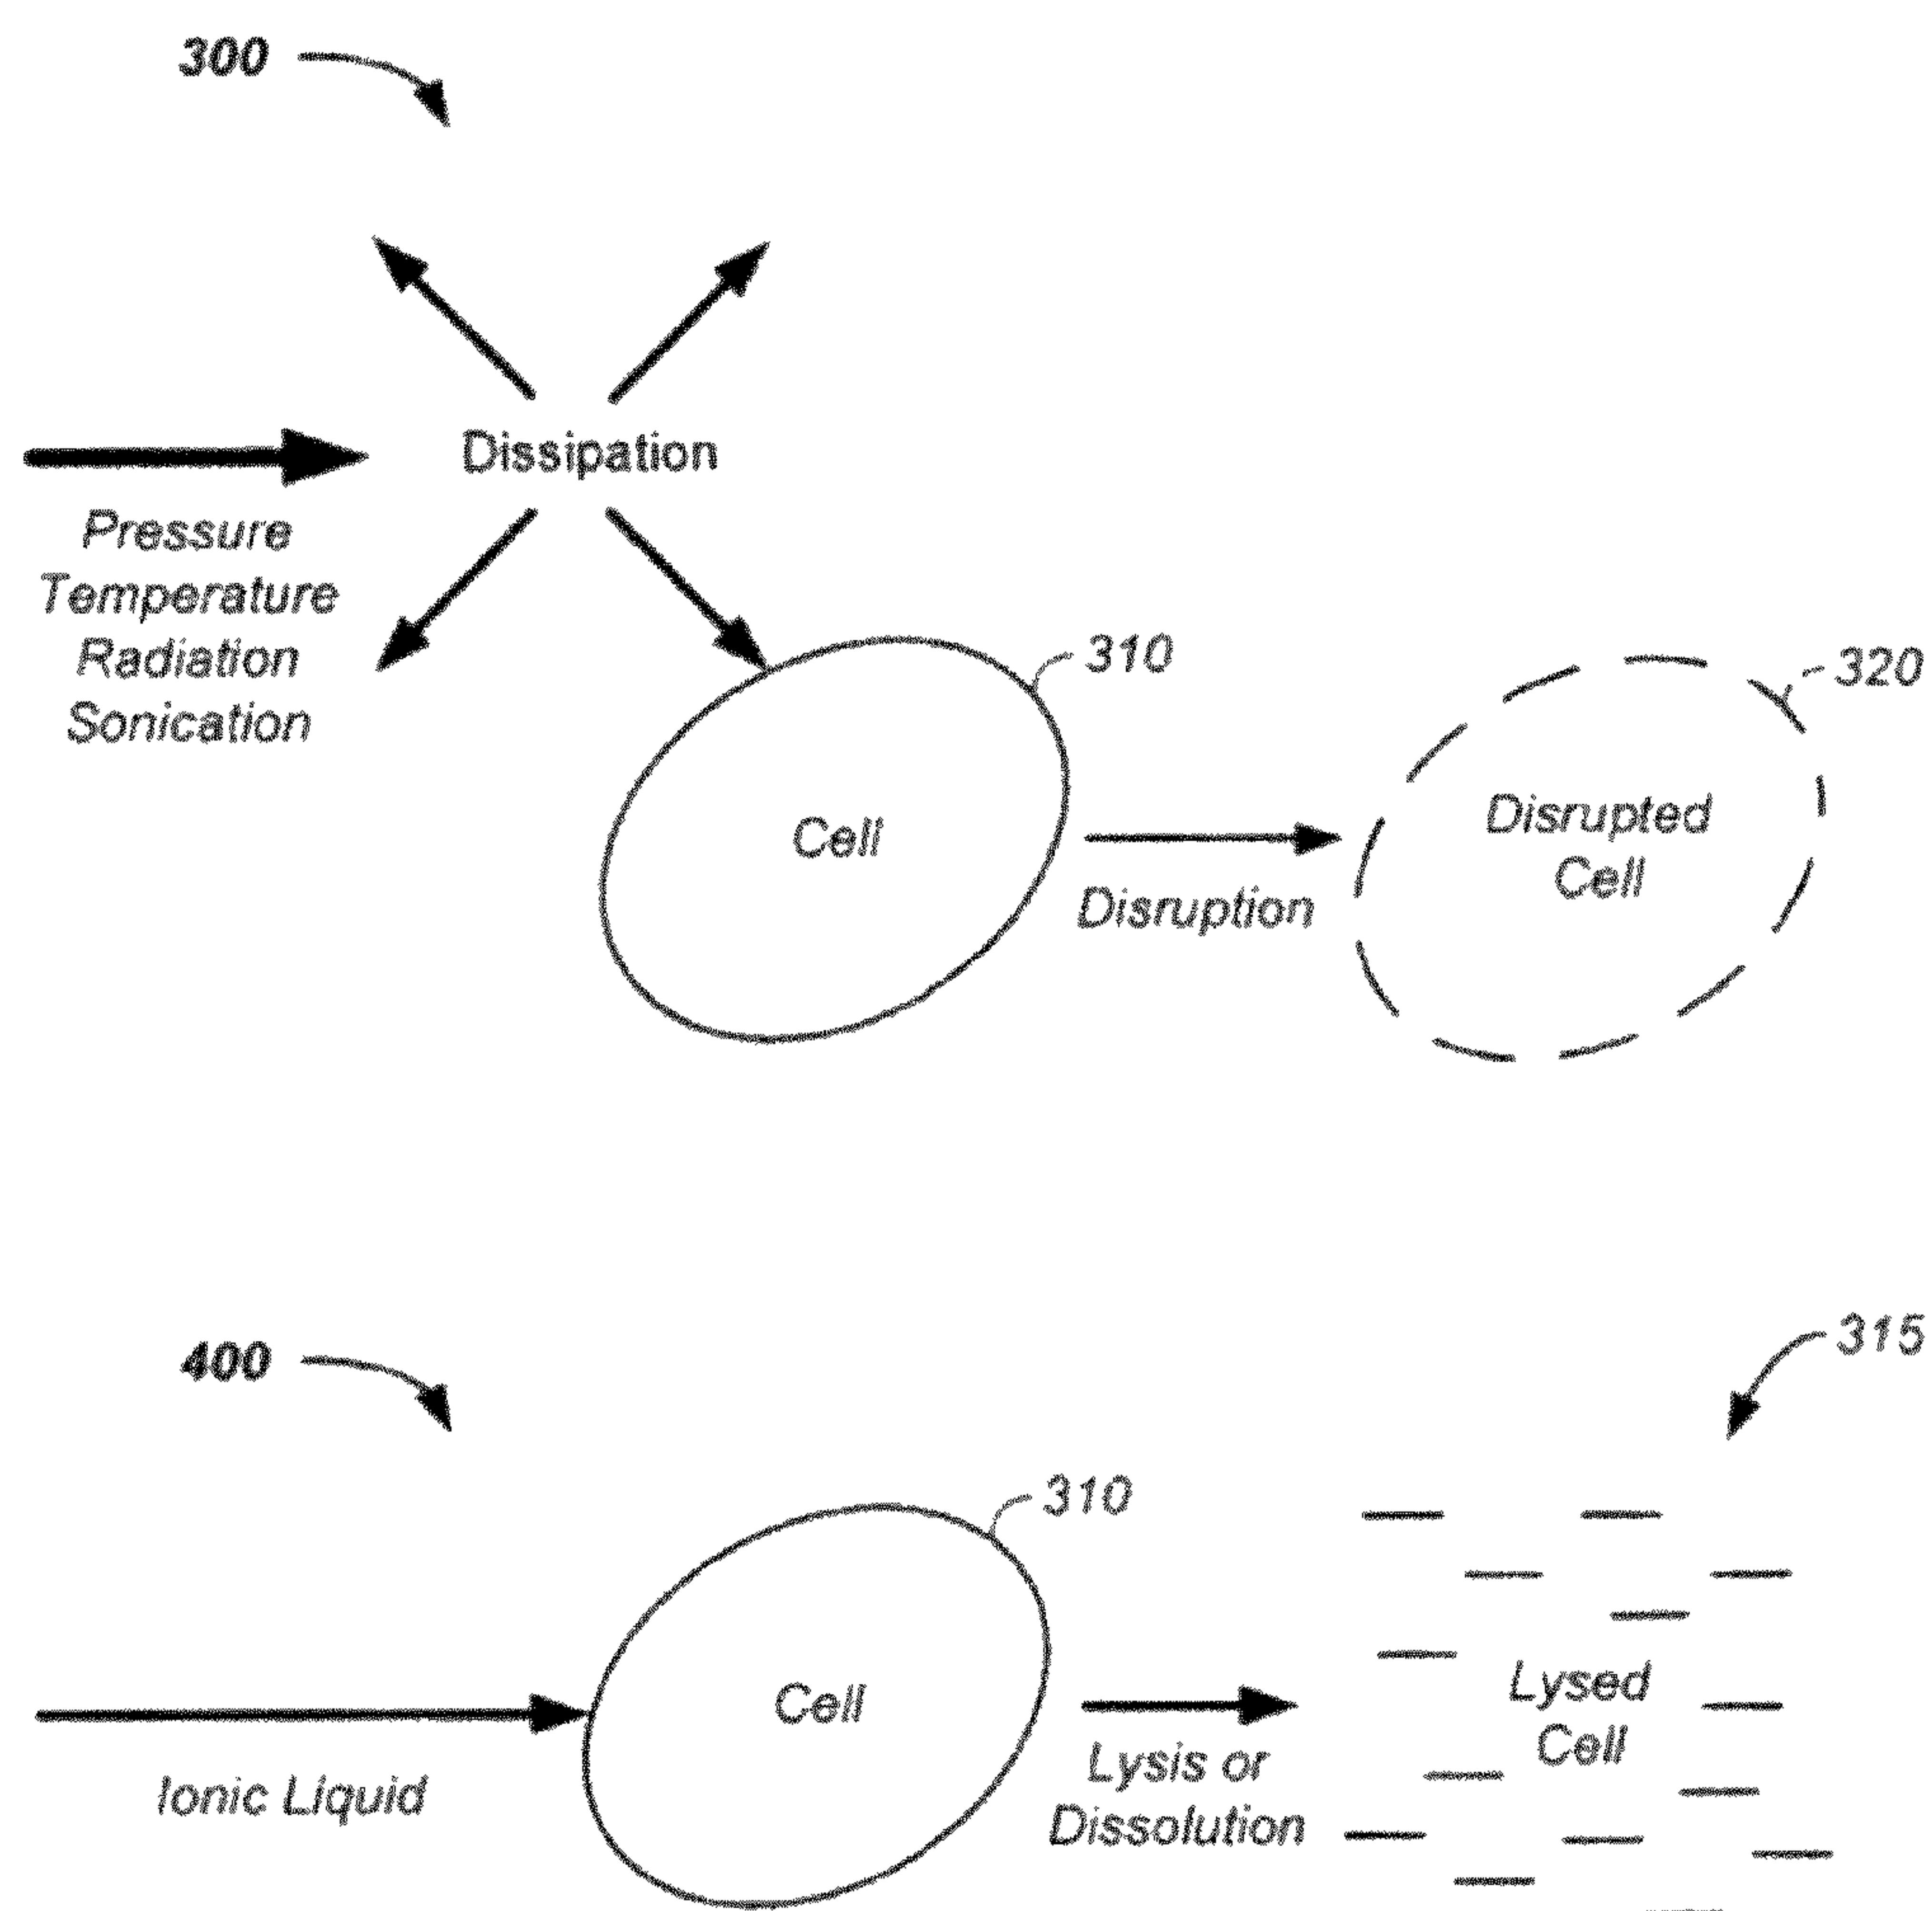 300
Dissipation
Pressure
Temperature
Radiation
Sonication
310
320
Cell
Disrupted
Cell
Disruption
400
315
310
Cell
Lysed
Cell
Ionic Liquid
Lysis or
Dissolution